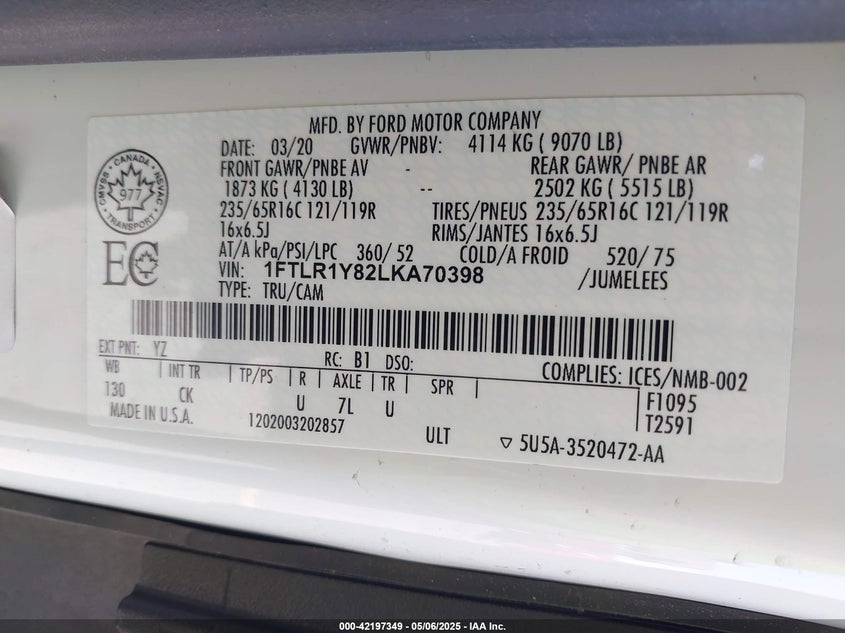 MFD. BY FORD MOTOR COMPANY
DATE: 03/20 GVWR/PNBV: 4114 KG ( 9070 LB)
FRONT GAWR/PNBE AV - REAR GAWR/ PNBE AR
1873 KG ( 4130 LB) -- 2502 KG ( 5515 LB)
235/65R16C 121/119R TIRES/PNEUS 235/65R16C 121/119R
16x6.5J RIMS/JANTES 16x6.5J
AT/A kPa/PSI/LPC 360/ 52 COLD/A FROID 520/ 75
VIN: 1FTLR1Y82LKA70398 /JUMELEES
TYPE: TRU/CAM
CMVSS • CANADA • NSVAC
977
• TRANSPORT •
EC
EXT PNT: YZ RC: B1 DSO: COMPLIES: ICES/NMB-002
WB INT TR TP/PS R AXLE TR SPR F1095
130 CK U 7L U T2591
MADE IN U.S.A. 1202003202857 ULT ▽ 5U5A-3520472-AA
000-42197349 - 05/06/2025 - IAA Inc.